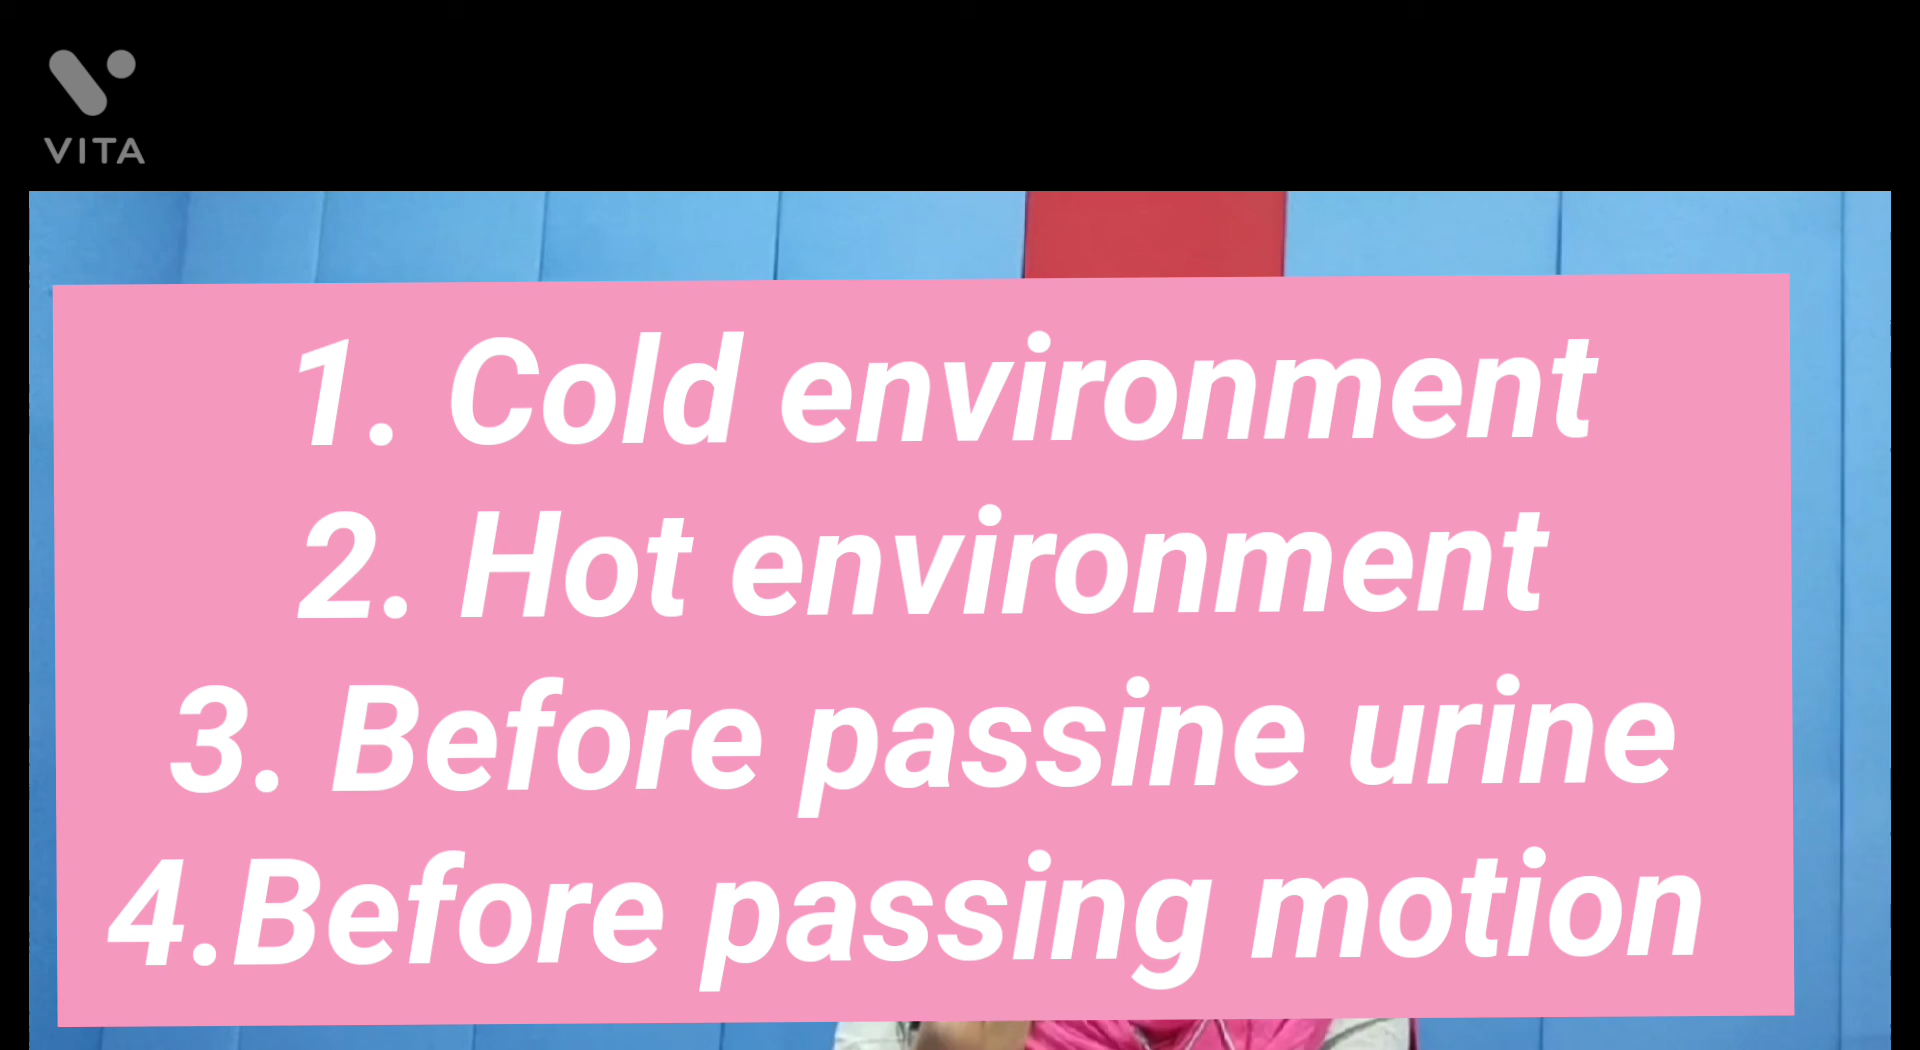 VITA
1. Cold environment
2. Hot environment
3. Before passine urine
4.Before passing motion